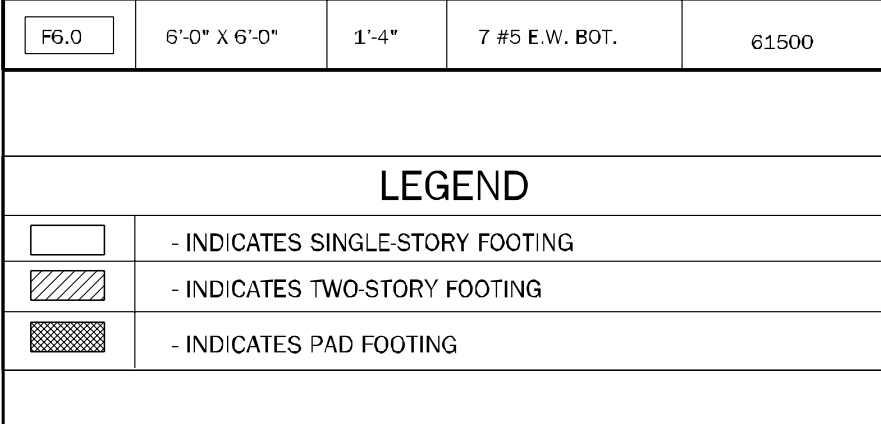 F6.0 6'-0" X 6'-0" 1'-4" 7 #5 E.W. BOT. 61500
LEGEND
- INDICATES SINGLE-STORY FOOTING
- INDICATES TWO-STORY FOOTING
- INDICATES PAD FOOTING